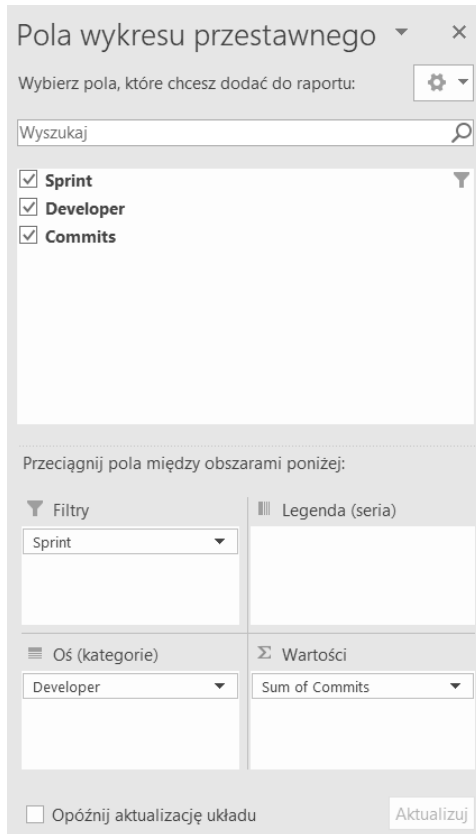 Pola wykresu przestawnego
Wybierz pola, które chcesz dodać do raportu:
Wyszukaj
Sprint
Developer
Commits
Przeciągnij pola między obszarami poniżej:
Filtry
Legenda (seria)
Sprint
Oś (kategorie)
Σ Wartości
Developer
Sum of Commits
Opóźnij aktualizację układu
Aktualizuj